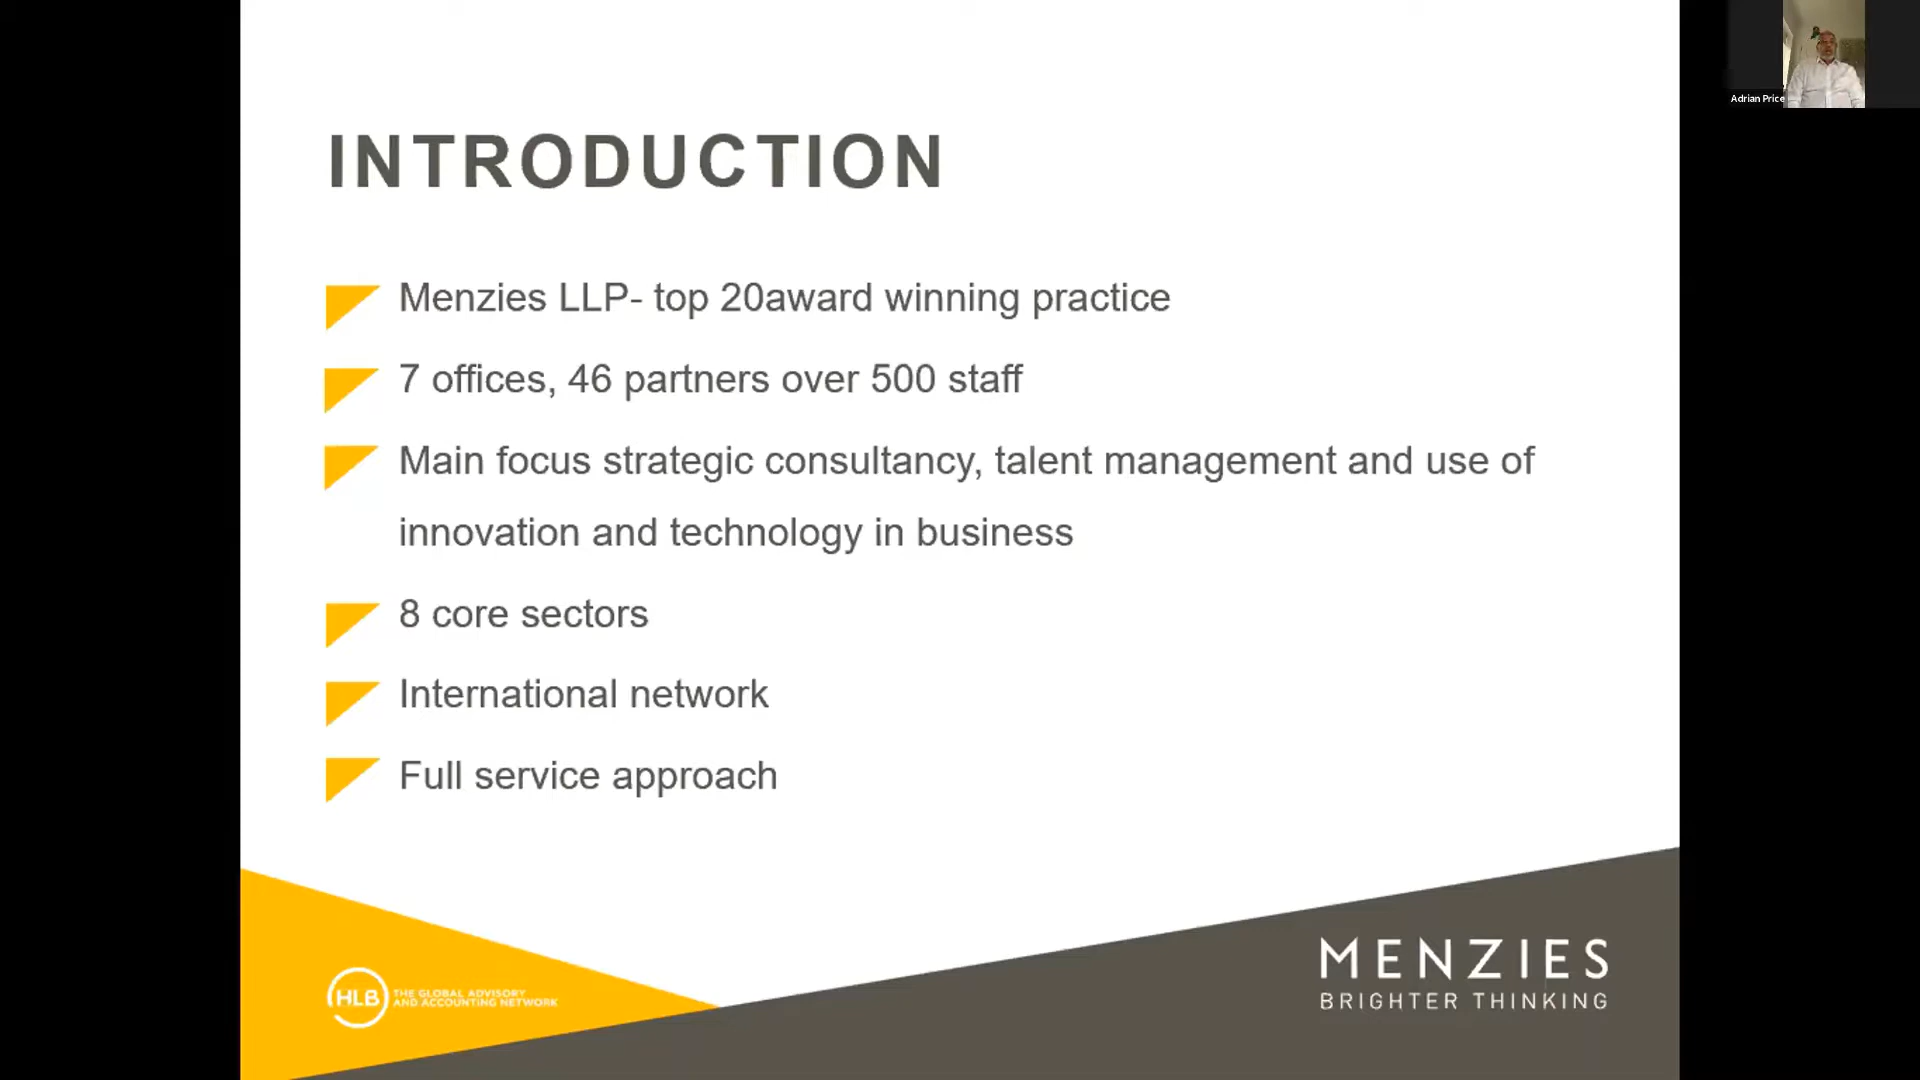 Adrian Price
INTRODUCTION
Menzies LLP- top 20award winning practice
7 offices, 46 partners over 500 staff
Main focus strategic consultancy, talent management and use of
innovation and technology in business
8 core sectors
International network
Full service approach
HLB
THE GLOBAL ADVISORY
AND ACCOUNTING NETWORK
MENZIES
BRIGHTER THINKING